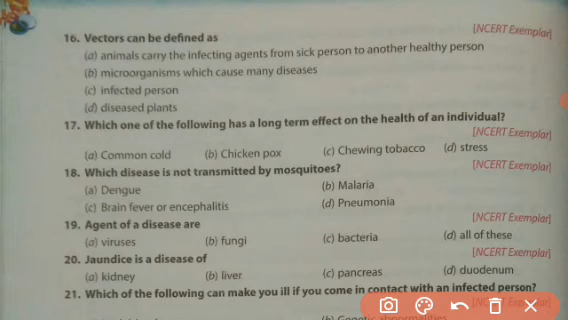 [NCERT Exemplar]
16. Vectors can be defined as
(a) animals carry the infecting agents from sick person to another healthy person
(b) microorganisms which cause many diseases
(c) infected person
(d) diseased plants
17. Which one of the following has a long term effect on the health of an individual?
[NCERT Exemplar]
(a) Common cold (b) Chicken pox (c) Chewing tobacco (d) stress
18. Which disease is not transmitted by mosquitoes? [NCERT Exemplar]
(a) Dengue (b) Malaria
(c) Brain fever or encephalitis (d) Pneumonia
19. Agent of a disease are [NCERT Exemplar]
(a) viruses (b) fungi (c) bacteria (d) all of these
20. Jaundice is a disease of [NCERT Exemplar]
(a) kidney (b) liver (c) pancreas (d) duodenum
21. Which of the following can make you ill if you come in contact with an infected person?